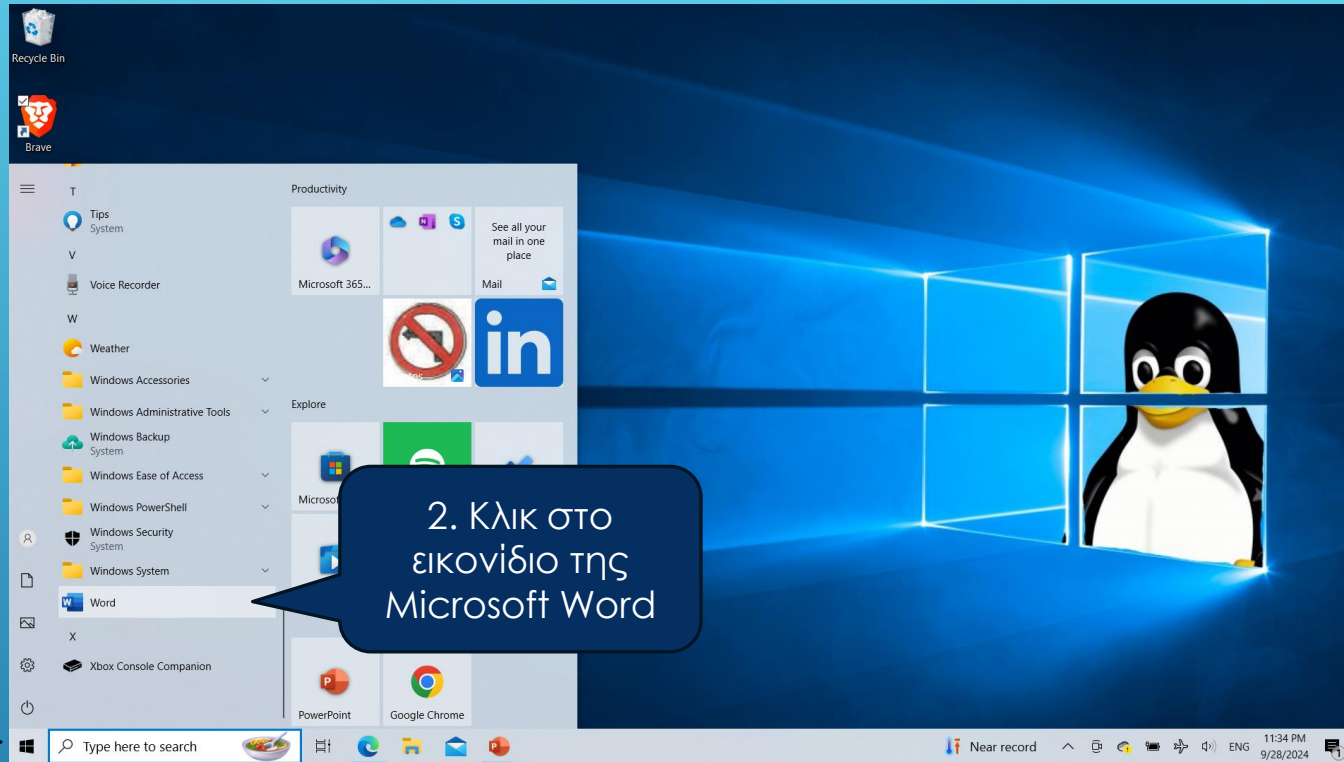 Recycle Bin
Brave
T
Tips
System
V
Voice Recorder
W
Weather
Windows Accessories
Windows Administrative Tools
Windows Backup
System
Windows Ease of Access
Windows PowerShell
Windows Security
System
Windows System
Word
X
Xbox Console Companion
Productivity
Microsoft 365...
See all your
mail in one
place
Mail
in
Explore
2. Κλικ στο
εικονίδιο της
Microsoft Word
PowerPoint
Google Chrome
Type here to search
Near record
ENG
11:34 PM
9/28/2024